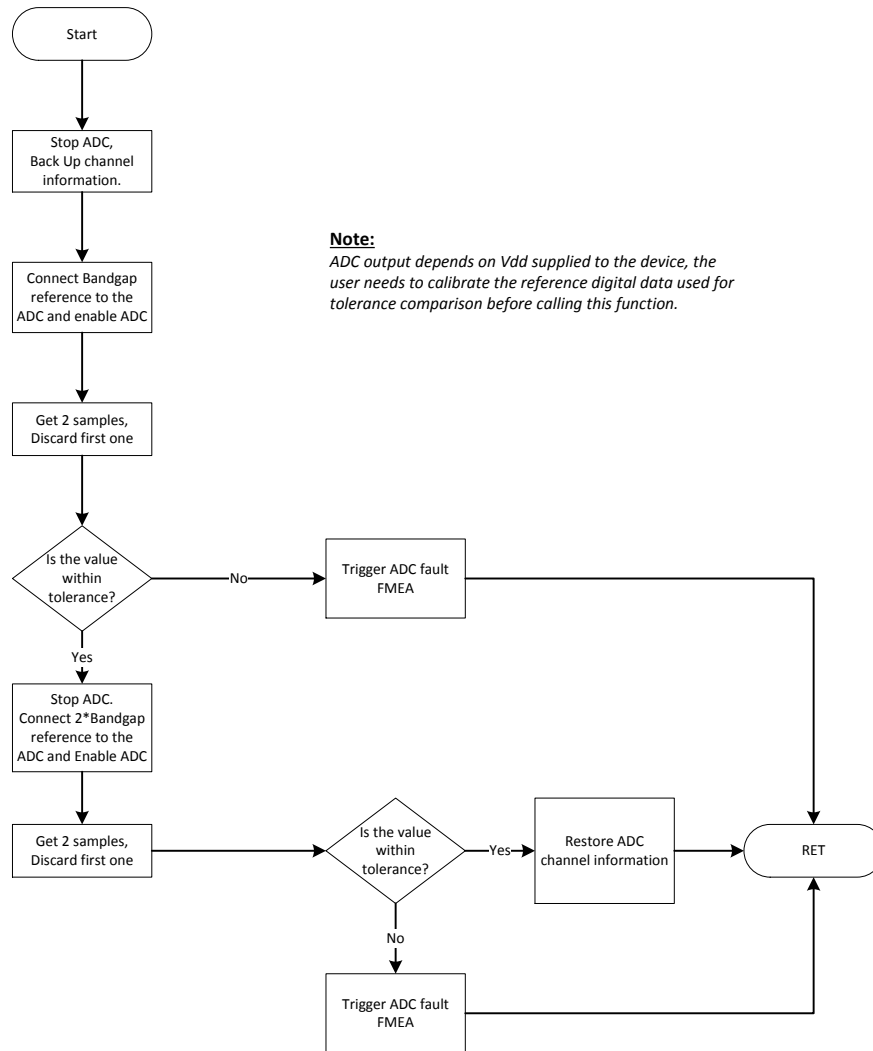 Start
Stop ADC,
Back Up channel
information.
Note:
ADC output depends on Vdd supplied to the device, the
user needs to calibrate the reference digital data used for
tolerance comparison before calling this function.
Connect Bandgap
reference to the
ADC and enable ADC
Get 2 samples,
Discard first one
Is the value
within
tolerance?
No
Trigger ADC fault
FMEA
Yes
Stop ADC.
Connect 2*Bandgap
reference to the
ADC and Enable ADC
Get 2 samples,
Discard first one
Is the value
within
tolerance?
Yes
Restore ADC
channel information
RET
No
Trigger ADC fault
FMEA